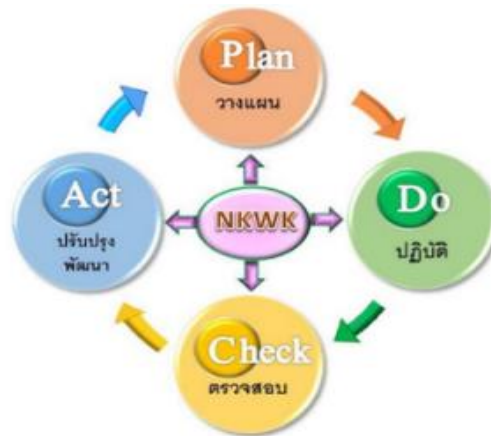 Plan
วางแผน
Act
ปรับปรุง
พัฒนา
NKWK
Do
ปฏิบัติ
Check
ตรวจสอบ